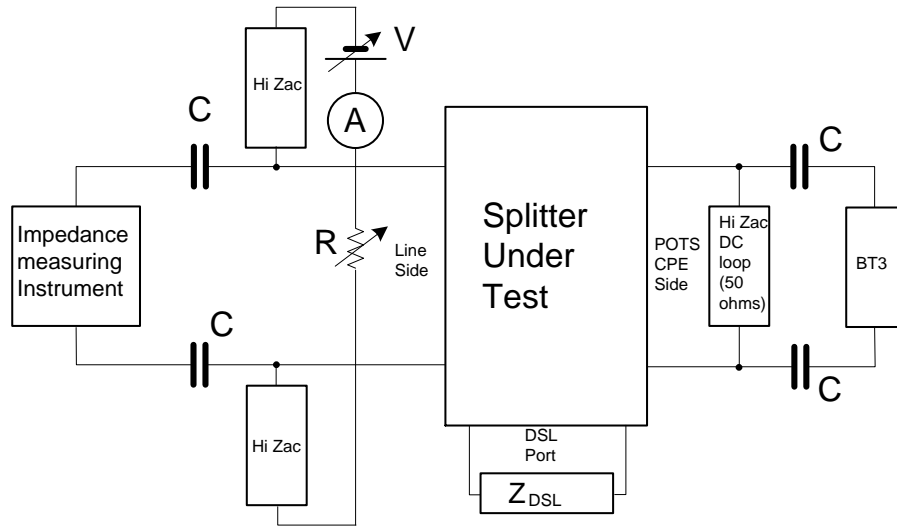 V
Hi Zac
C
A
C
Splitter
Under
Test
Impedance
measuring
Instrument
R
Line
Side
POTS
CPE
Side
Hi Zac
DC
loop
(50
ohms)
BT3
C
C
Hi Zac
DSL
Port
ZDSL